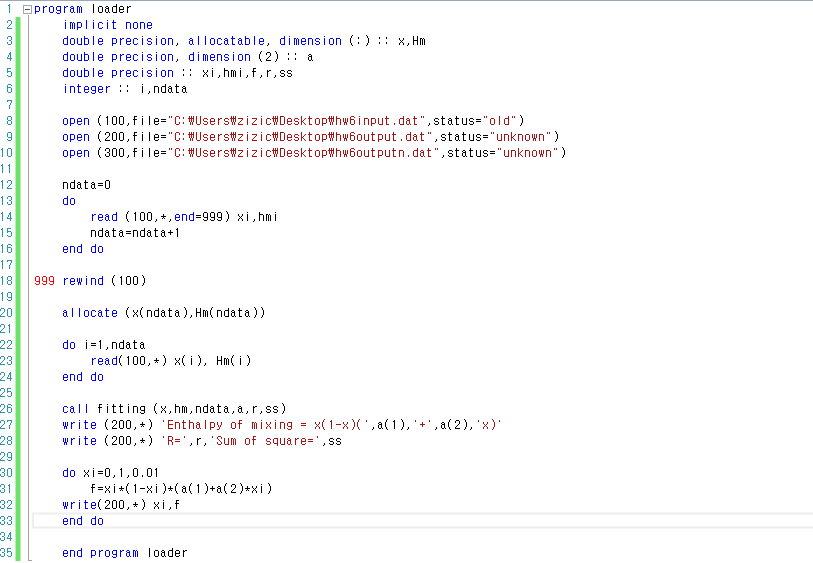 1 program loader
2 implicit none
3 double precision, allocatable, dimension (:) :: x,Hm
4 double precision, dimension (2) :: a
5 double precision :: xi,hmi,f,r,ss
6 integer :: i,ndata
7
8 open (100,file="C:₩Users₩zizic₩Desktop₩hw6input.dat",status="old")
9 open (200,file="C:₩Users₩zizic₩Desktop₩hw6output.dat",status="unknown")
10 open (300,file="C:₩Users₩zizic₩Desktop₩hw6outputn.dat",status="unknown")
11
12 ndata=0
13 do
14 read (100,*,end=999) xi,hmi
15 ndata=ndata+1
16 end do
17
18 999 rewind (100)
19
20 allocate (x(ndata),Hm(ndata))
21
22 do i=1,ndata
23 read(100,*) x(i), Hm(i)
24 end do
25
26 call fitting (x,hm,ndata,a,r,ss)
27 write (200,*) 'Enthalpy of mixing = x(1-x)(',a(1),'+',a(2),'x)'
28 write (200,*) 'R=',r,'Sum of square=',ss
29
30 do xi=0,1,0.01
31 f=xi*(1-xi)*(a(1)+a(2)*xi)
32 write(200,*) xi,f
33 end do
34
35 end program loader